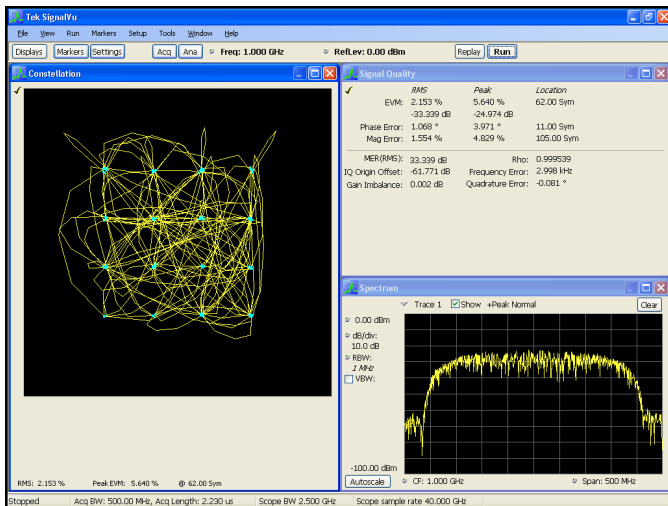 Tek SignalVu
File View Run Markers Setup Tools Window Help
Displays Markers Settings Acq Ana Freq: 1.000 GHz RefLev: 0.00 dBm Replay Run
Constellation
RMS: 2.153 % Peak EVM: 5.640 % @ 62.00 Sym
Signal Quality
RMS Peak Location
EVM: 2.153 % 5.640 % 62.00 Sym
-33.339 dB -24.974 dB
Phase Error: 1.068 ° 3.971 ° 11.00 Sym
Mag Error: 1.554 % 4.829 % 105.00 Sym
MER(RMS): 33.339 dB Rho: 0.999539
IQ Origin Offset: -61.771 dB Frequency Error: 2.998 kHz
Gain Imbalance: 0.002 dB Quadrature Error: -0.081 °
Spectrum
Trace 1 Show +Peak Normal Clear
0.00 dBm
dB/div:
10.0 dB
RBW:
1 MHz
VBW:
-100.00 dBm
Autoscale CF: 1.000 GHz Span: 500 MHz
Stopped Acq BW: 500.00 MHz, Acq Length: 2.230 us Scope BW 2.500 GHz Scope sample rate 40.000 GHz